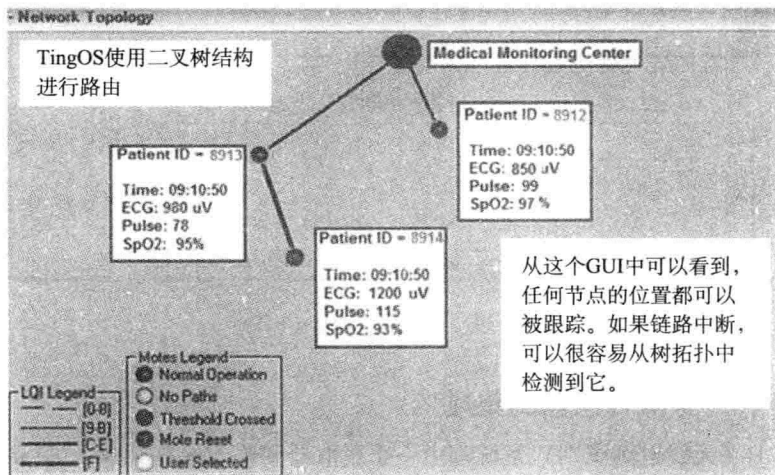 - Network Topology
TingOS使用二叉树结构
进行路由
Medical Monitoring Center
Patient ID = 8912
Time: 09:10:50
ECG: 850 uV
Pulse: 99
SpO2: 97 %
Patient ID = 8913
Time: 09:10:50
ECG: 980 uV
Pulse: 78
SpO2: 95%
Patient ID = 8914
Time: 09:10:50
ECG: 1200 uV
Pulse: 115
SpO2: 93%
从这个GUI中可以看到，
任何节点的位置都可以
被跟踪。如果链路中断，
可以很容易从树拓扑中
检测到它。
LQI Legend
[0-8]
[9-B]
[C-E]
[F]
Motes Legend
Normal Operation
No Paths
Threshold Crossed
Mote Reset
User Selected